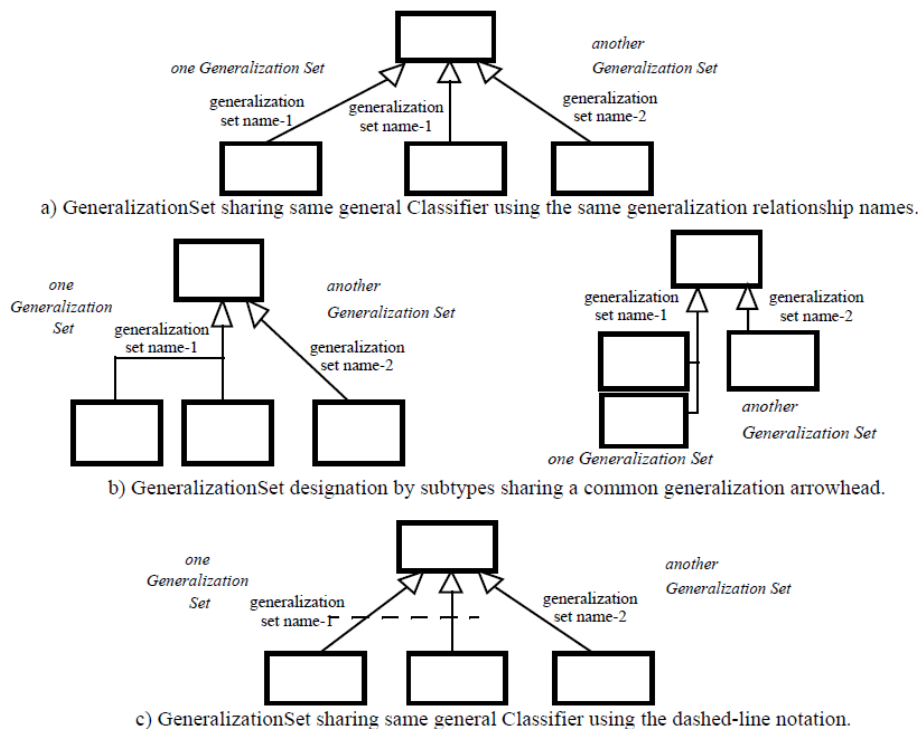 another
one Generalization Set
Generalization Set
generalization
set name-1
generalization
set name-1
generalization
set name-2
a) GeneralizationSet sharing same general Classifier using the same generalization relationship names.
one
Generalization
Set
another
Generalization Set
generalization
set name-1
generalization
set name-2
generalization
set name-1
generalization
set name-2
another
Generalization Set
one Generalization Set
b) GeneralizationSet designation by subtypes sharing a common generalization arrowhead.
one
Generalization
Set
another
Generalization Set
generalization
set name-1
generalization
set name-2
c) GeneralizationSet sharing same general Classifier using the dashed-line notation.